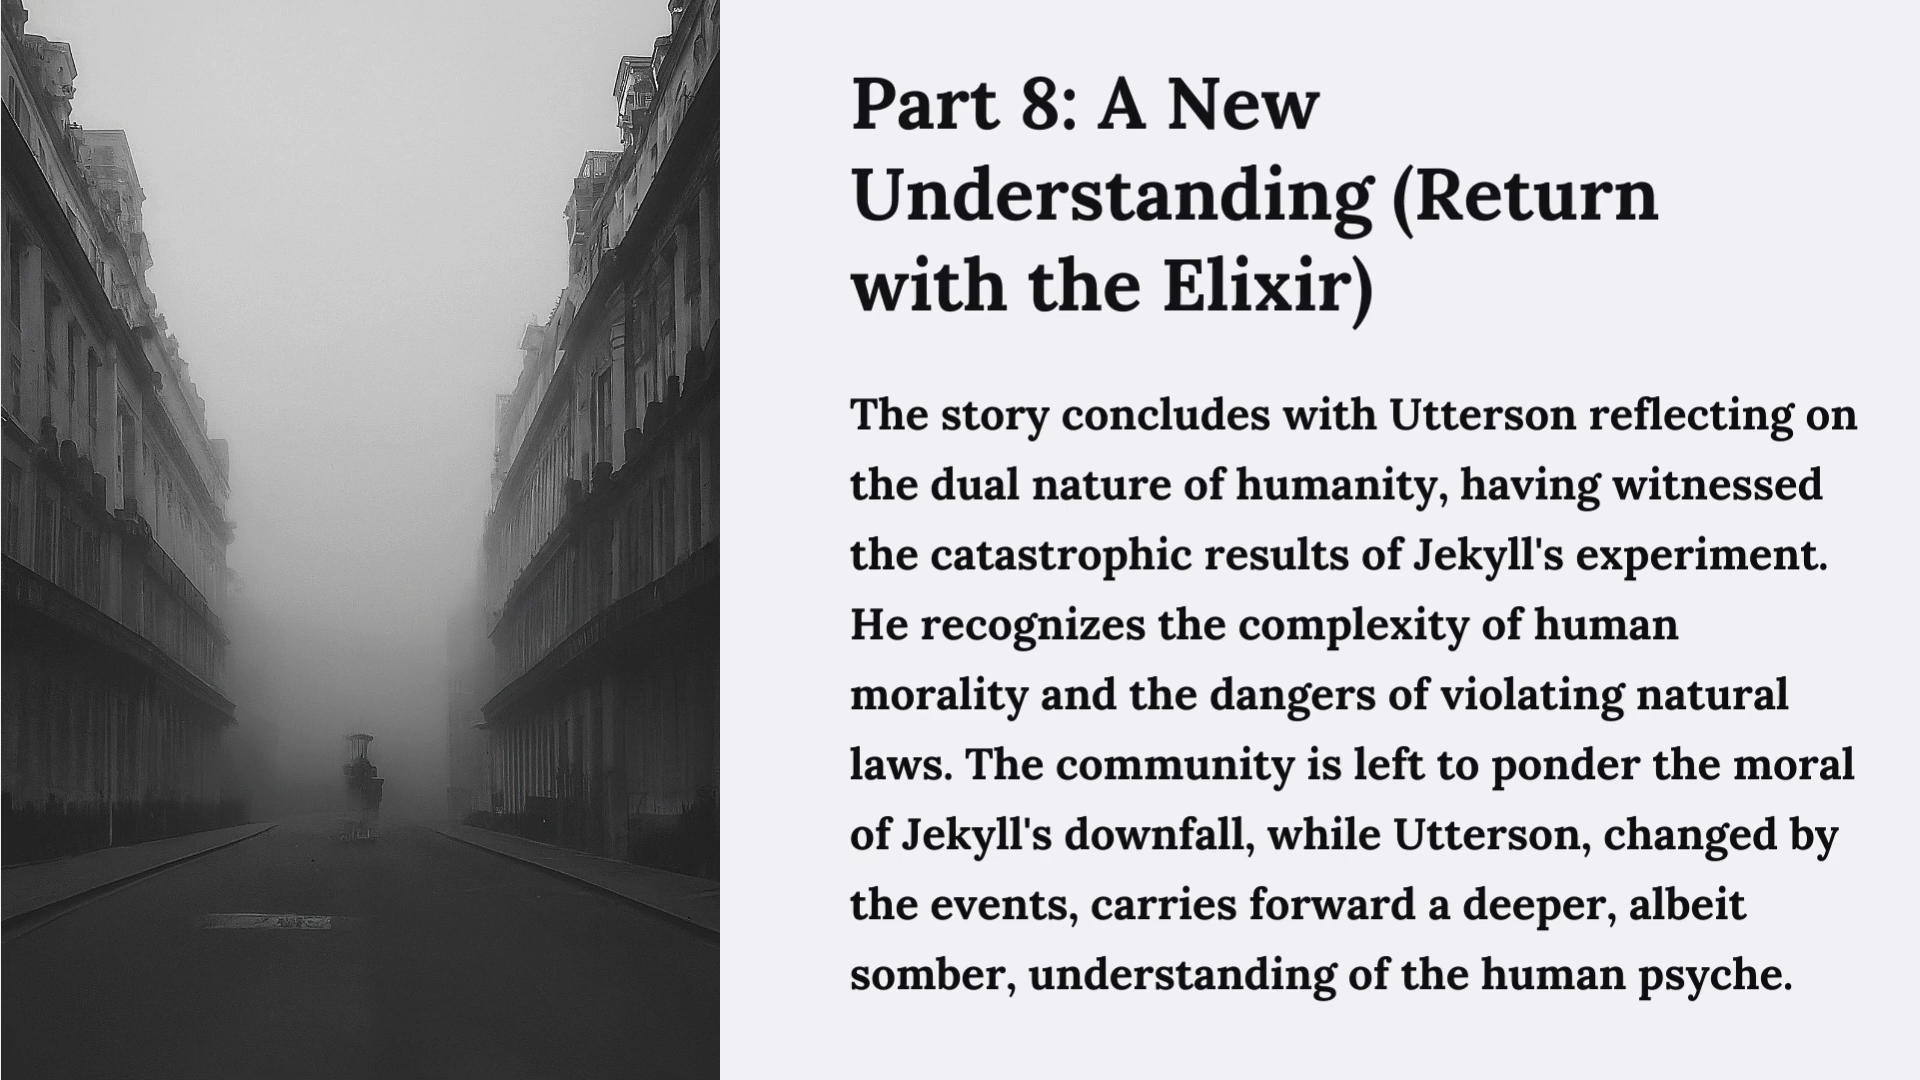 Part 8: A New
Understanding (Return
with the Elixir)
The story concludes with Utterson reflecting on
the dual nature of humanity, having witnessed
the catastrophic results of Jekyll's experiment.
He recognizes the complexity of human
morality and the dangers of violating natural
laws. The community is left to ponder the moral
of Jekyll's downfall, while Utterson, changed by
the events, carries forward a deeper, albeit
somber, understanding of the human psyche.